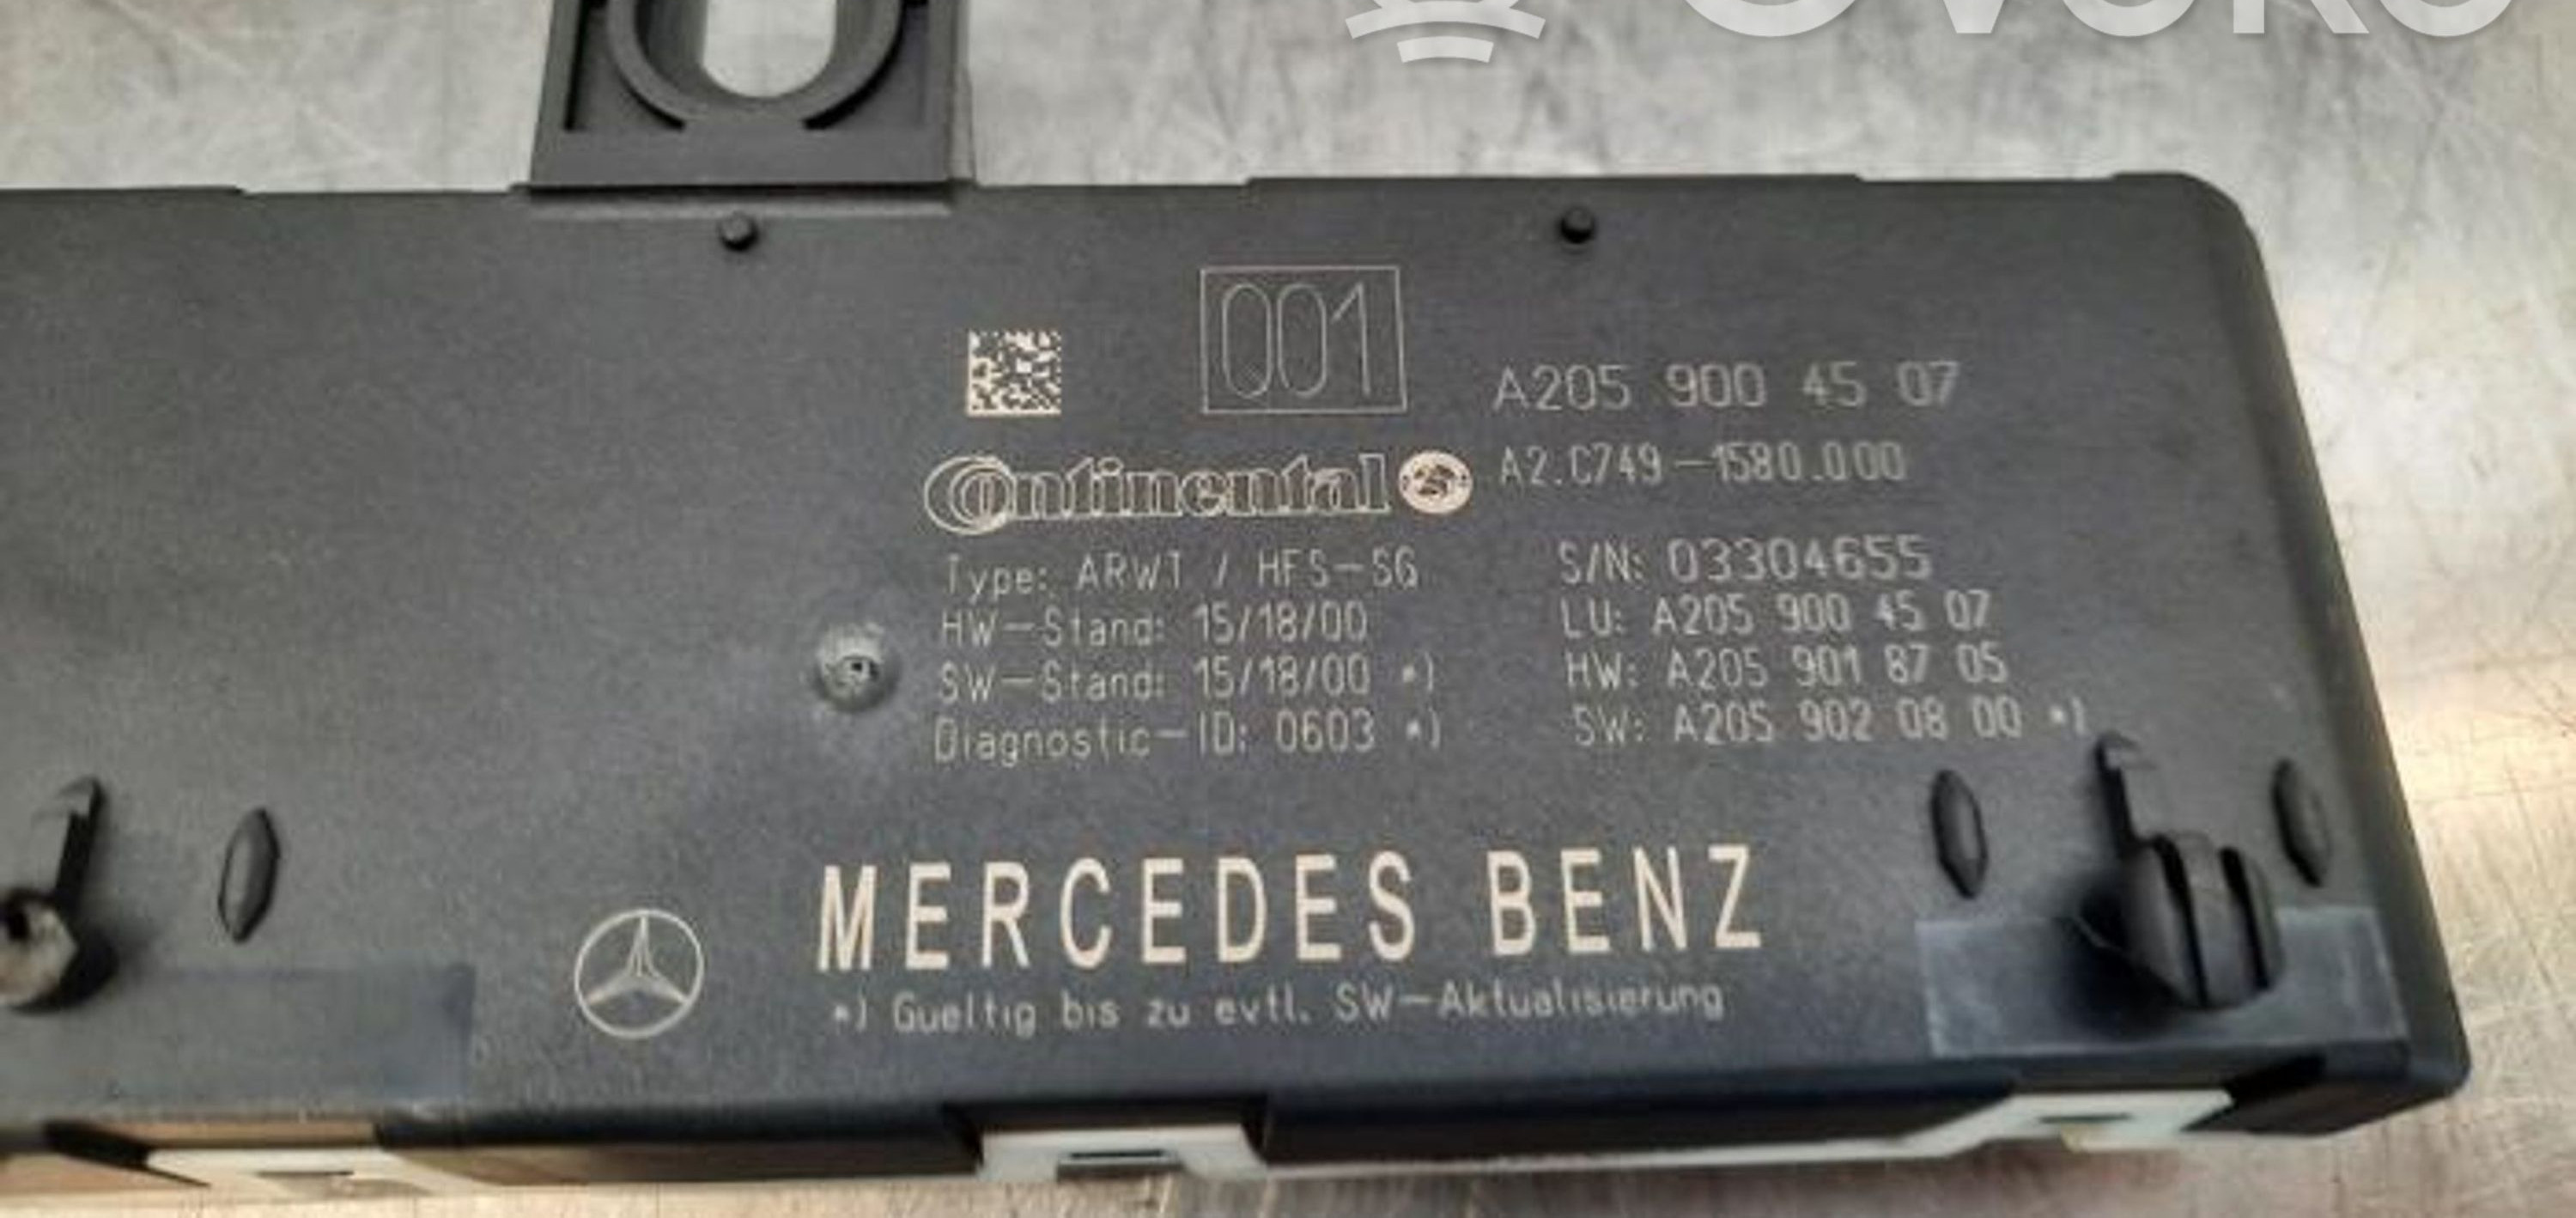 001
A205 900 45 07
Continental
A2.C749-1580.000
Type: ARWT / HFS-SG
S/N: 03304655
HW-Stand: 15/18/00
LU: A205 900 45 07
SW-Stand: 15/18/00 *)
HW: A205 901 87 05
Diagnostic-ID: 0603 *)
SW: A205 902 08 00 *)
MERCEDES BENZ
*) Gueltig bis zu evtl. SW-Aktualisierung